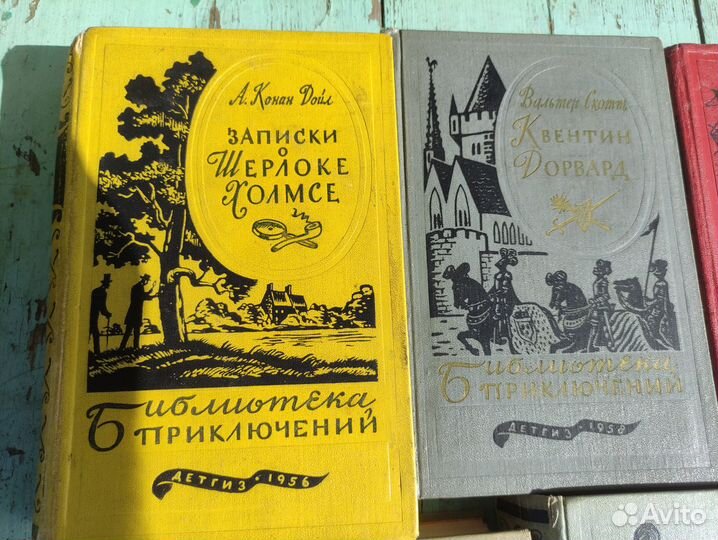 А. Конан Дойл
ЗАПИСКИ
О
ШЕРЛОКЕ
ХОЛМСЕ
БИБЛИОТЕКА
ПРИКЛЮЧЕНИЙ
ДЕТГИЗ • 1956
Вальтер Скотт
КВЕНТИН
ДОРВАРД
БИБЛИОТЕКА
ПРИКЛЮЧЕНИЙ
ДЕТГИЗ • 1958
Avito